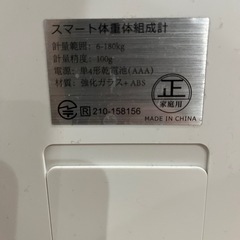 スマート体重体組成計
計量範囲: 6-180kg
計量精度: 100g
電源: 単4形乾電池(AAA)
材質: 強化ガラス+ABS
R 210-158156
正
家庭用
MADE IN CHINA